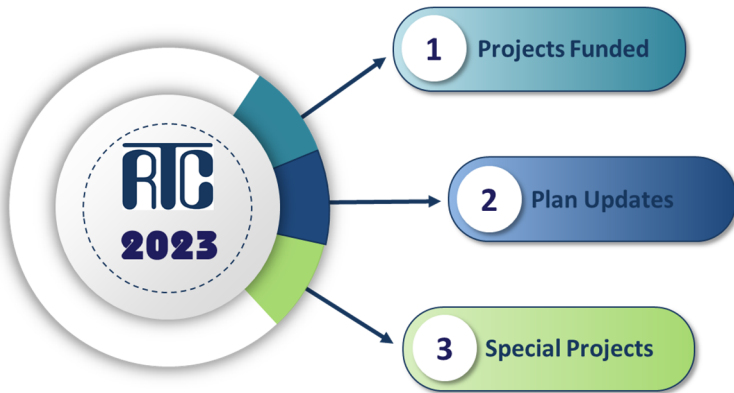 RTC
2023
1 Projects Funded
2 Plan Updates
3 Special Projects